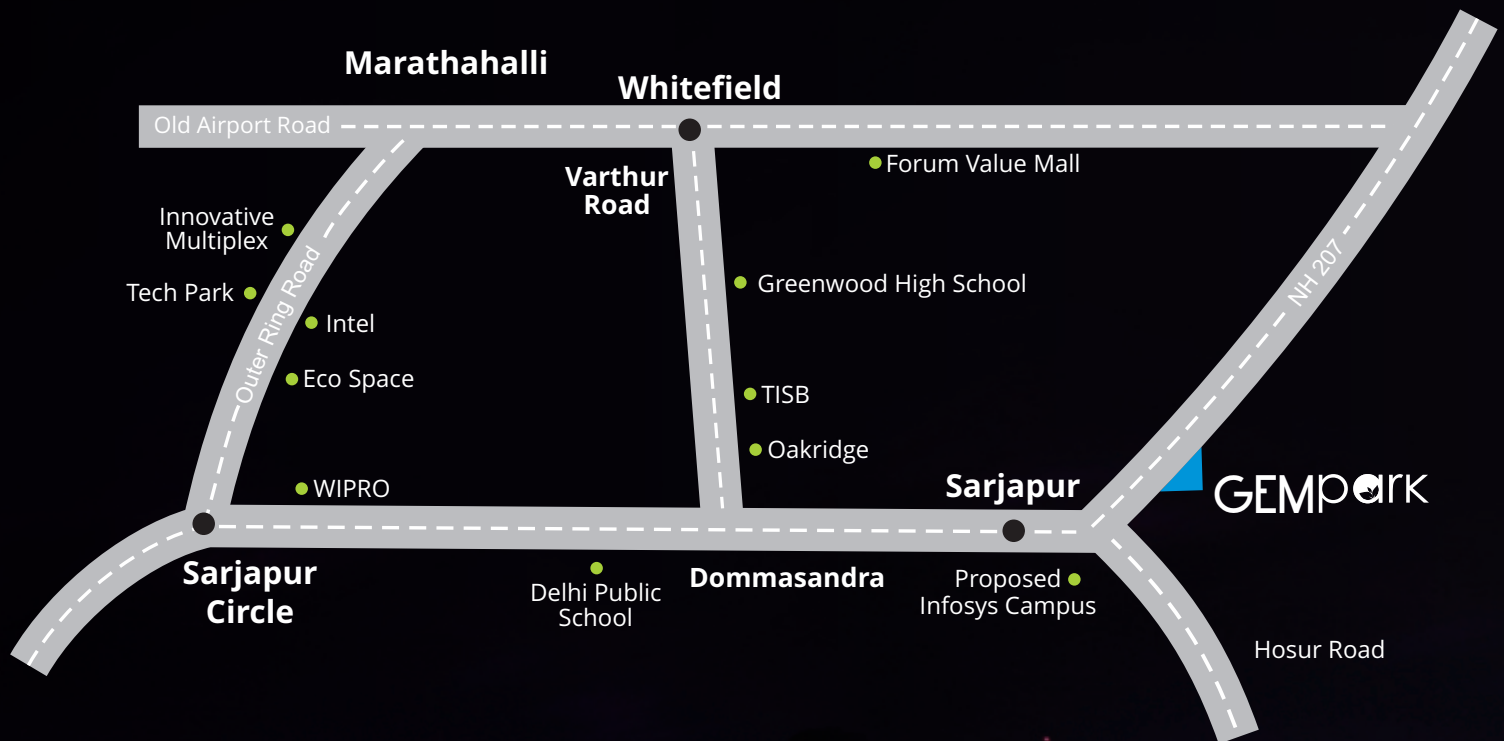 Marathahalli
Whitefield
Old Airport Road
Forum Value Mall
Varthur
Road
Innovative
Multiplex
Tech Park
Outer Ring Road
Intel
Eco Space
Greenwood High School
NH 207
TISB
Oakridge
WIPRO
Sarjapur
GEMpark
Sarjapur
Circle
Delhi Public
School
Dommasandra
Proposed
Infosys Campus
Hosur Road